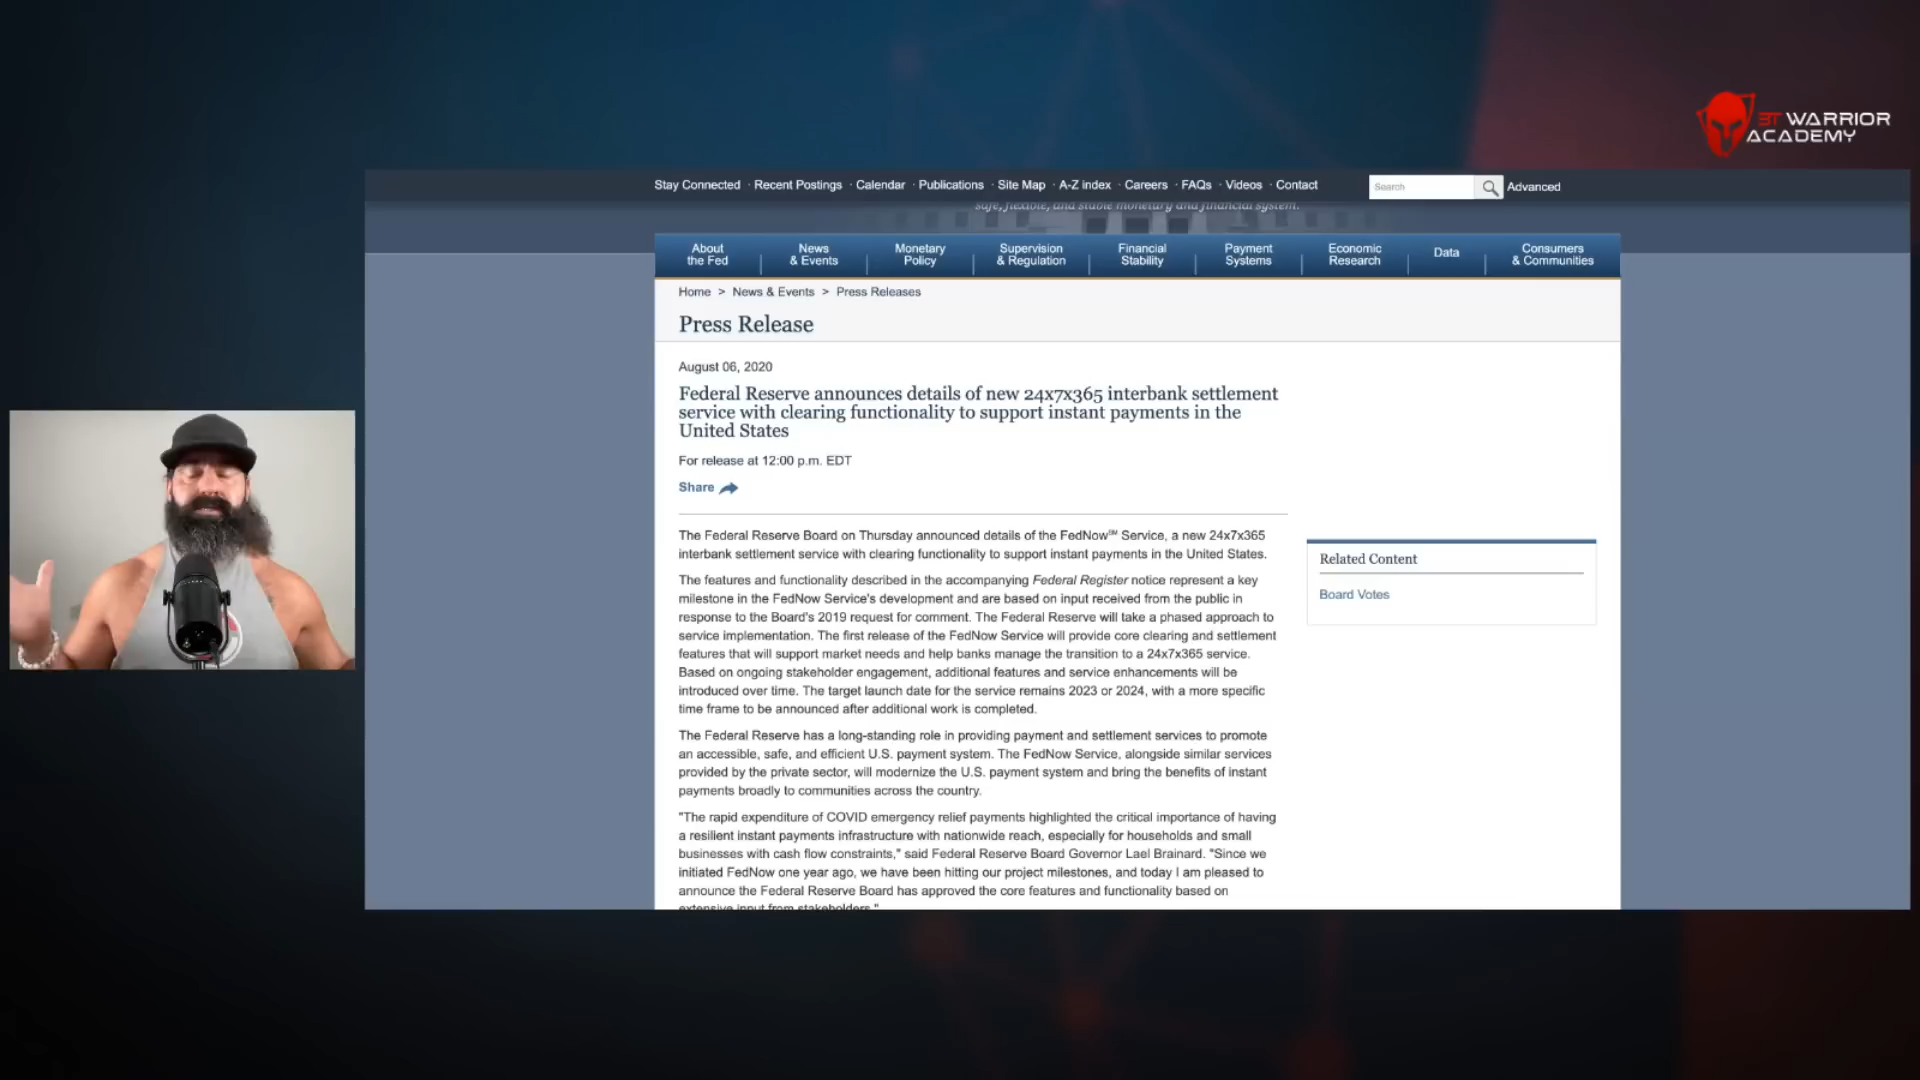 3T WARRIOR
ACADEMY
Stay Connected · Recent Postings · Calendar · Publications · Site Map · A-Z index · Careers · FAQs · Videos · Contact
Search
Advanced
safe, flexible, and stable monetary and financial system.
About the Fed
News & Events
Monetary Policy
Supervision & Regulation
Financial Stability
Payment Systems
Economic Research
Data
Consumers & Communities
Home > News & Events > Press Releases
Press Release
August 06, 2020
Federal Reserve announces details of new 24x7x365 interbank settlement
service with clearing functionality to support instant payments in the
United States
For release at 12:00 p.m. EDT
Share
The Federal Reserve Board on Thursday announced details of the FedNow℠ Service, a new 24x7x365
interbank settlement service with clearing functionality to support instant payments in the United States.
The features and functionality described in the accompanying Federal Register notice represent a key
milestone in the FedNow Service's development and are based on input received from the public in
response to the Board's 2019 request for comment. The Federal Reserve will take a phased approach to
service implementation. The first release of the FedNow Service will provide core clearing and settlement
features that will support market needs and help banks manage the transition to a 24x7x365 service.
Based on ongoing stakeholder engagement, additional features and service enhancements will be
introduced over time. The target launch date for the service remains 2023 or 2024, with a more specific
time frame to be announced after additional work is completed.
The Federal Reserve has a long-standing role in providing payment and settlement services to promote
an accessible, safe, and efficient U.S. payment system. The FedNow Service, alongside similar services
provided by the private sector, will modernize the U.S. payment system and bring the benefits of instant
payments broadly to communities across the country.
"The rapid expenditure of COVID emergency relief payments highlighted the critical importance of having
a resilient instant payments infrastructure with nationwide reach, especially for households and small
businesses with cash flow constraints," said Federal Reserve Board Governor Lael Brainard. "Since we
initiated FedNow one year ago, we have been hitting our project milestones, and today I am pleased to
announce the Federal Reserve Board has approved the core features and functionality based on
extensive input from stakeholders."
Related Content
Board Votes